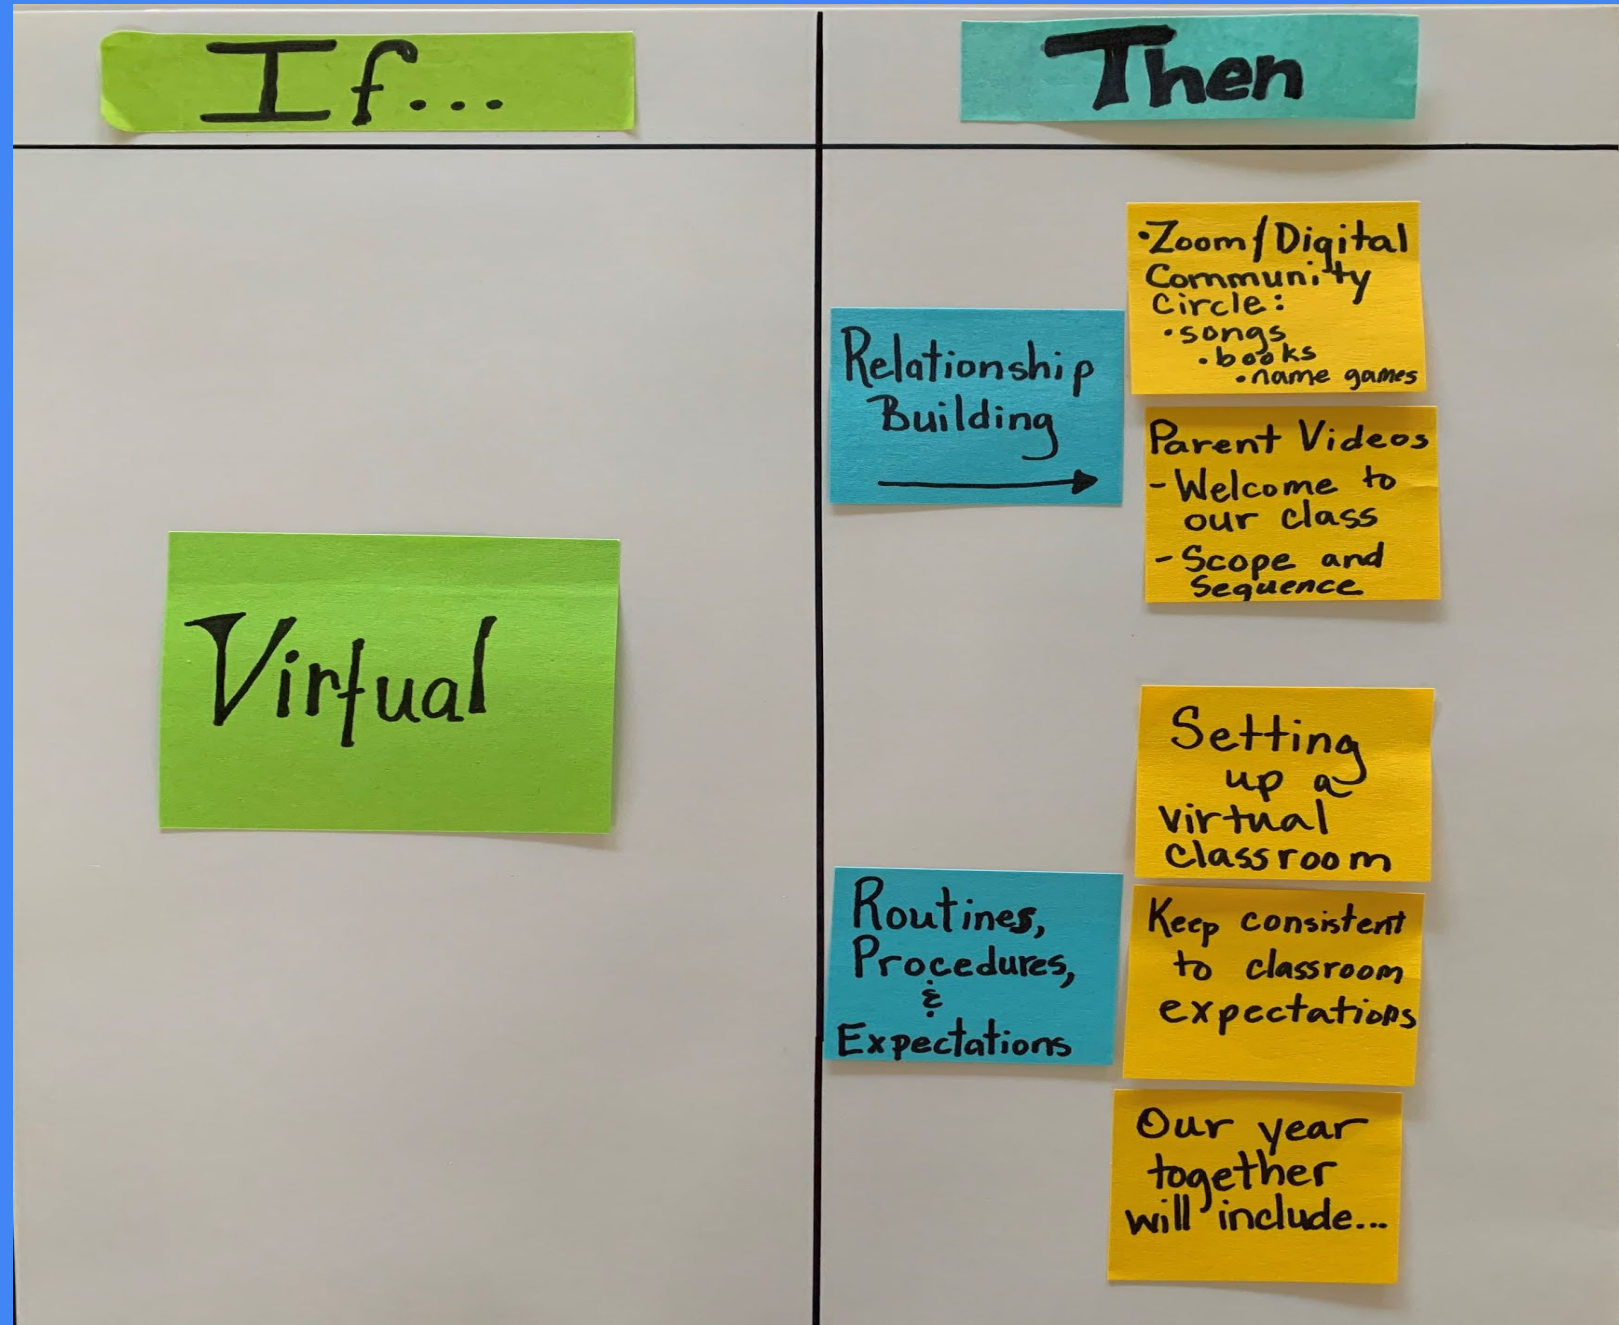 If...
Then
Relationship
Building
•Zoom/Digital
Community
Circle:
•songs
•books
•name games
Parent Videos
- Welcome to
our class
- Scope and
Sequence
Virtual
Routines,
Procedures,
&
Expectations
Setting
up a
virtual
classroom
Keep consistent
to classroom
expectations
Our year
together
will include...